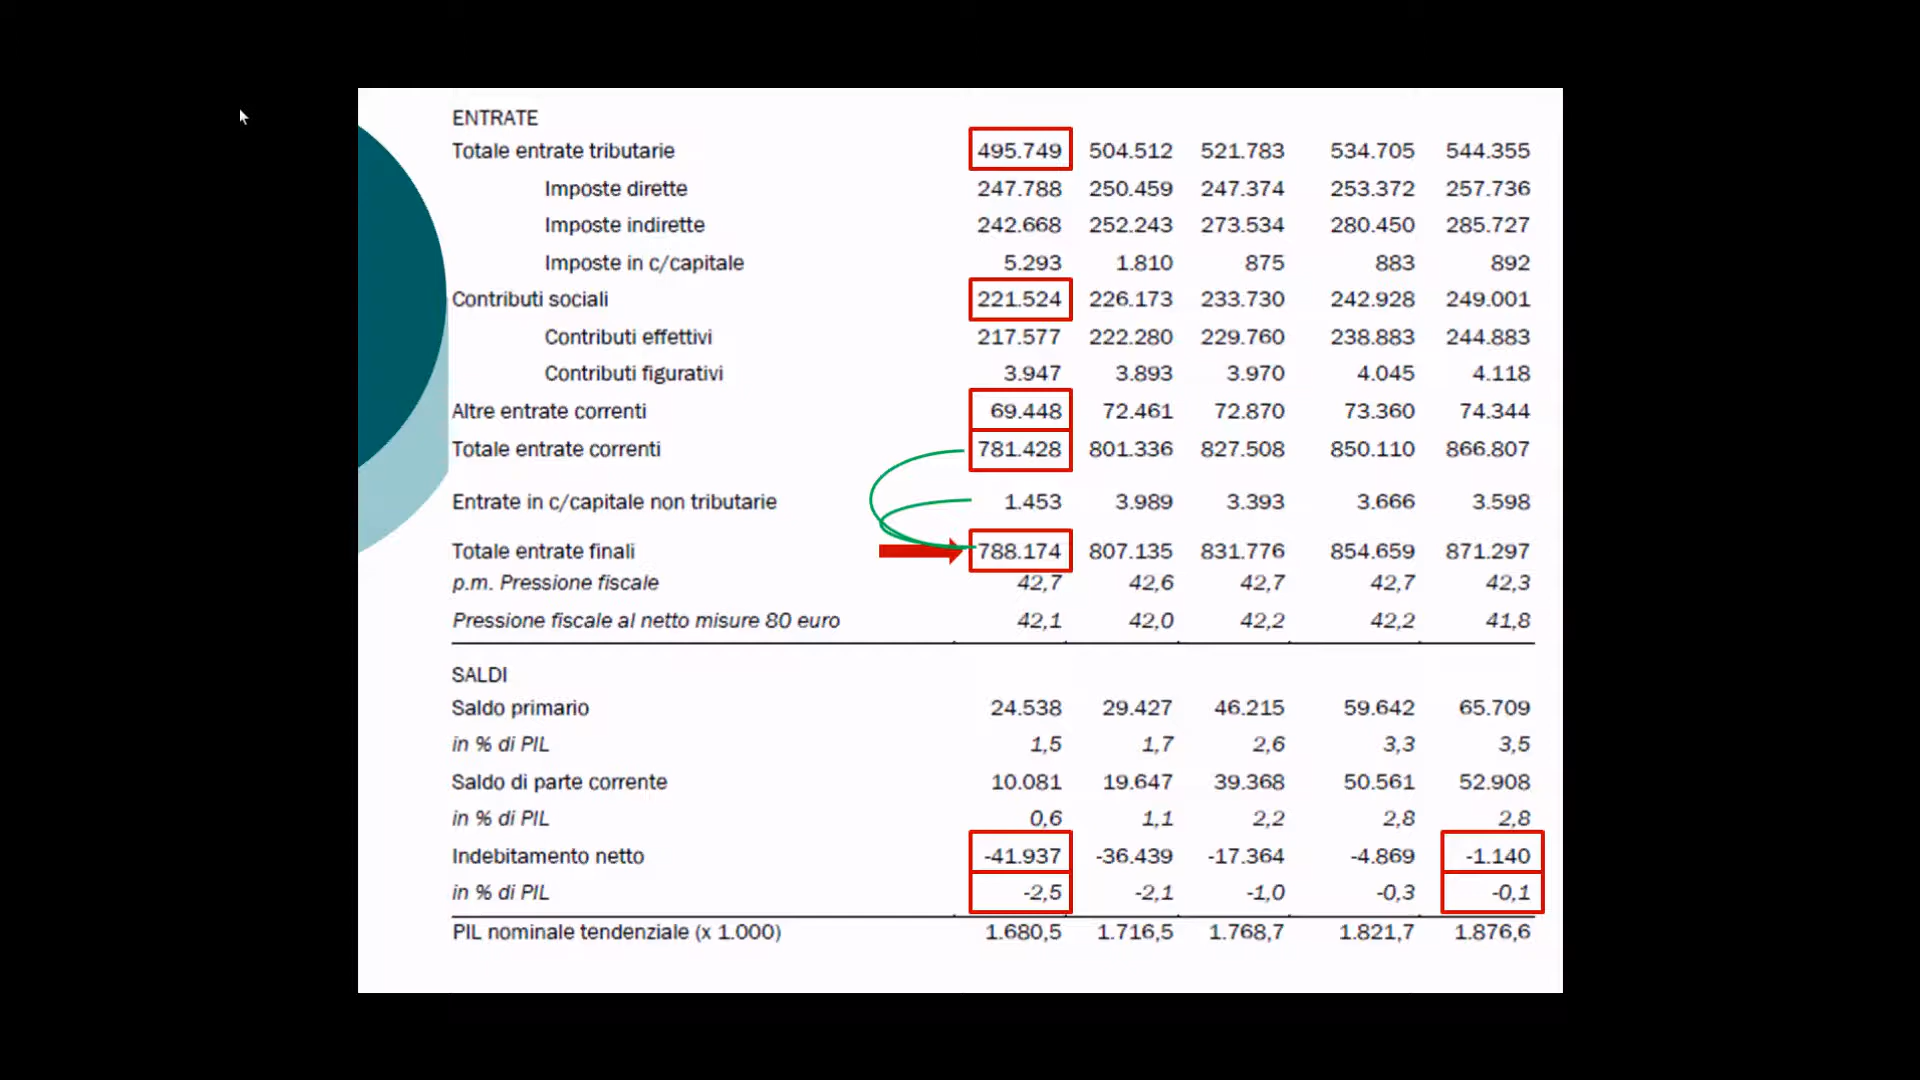 ENTRATE
Totale entrate tributarie 495.749 504.512 521.783 534.705 544.355
Imposte dirette 247.788 250.459 247.374 253.372 257.736
Imposte indirette 242.668 252.243 273.534 280.450 285.727
Imposte in c/capitale 5.293 1.810 875 883 892
Contributi sociali 221.524 226.173 233.730 242.928 249.001
Contributi effettivi 217.577 222.280 229.760 238.883 244.883
Contributi figurativi 3.947 3.893 3.970 4.045 4.118
Altre entrate correnti 69.448 72.461 72.870 73.360 74.344
Totale entrate correnti 781.428 801.336 827.508 850.110 866.807
Entrate in c/capitale non tributarie 1.453 3.989 3.393 3.666 3.598
Totale entrate finali 788.174 807.135 831.776 854.659 871.297
p.m. Pressione fiscale 42,7 42,6 42,7 42,7 42,3
Pressione fiscale al netto misure 80 euro 42,1 42,0 42,2 42,2 41,8
SALDI
Saldo primario 24.538 29.427 46.215 59.642 65.709
in % di PIL 1,5 1,7 2,6 3,3 3,5
Saldo di parte corrente 10.081 19.647 39.368 50.561 52.908
in % di PIL 0,6 1,1 2,2 2,8 2,8
Indebitamento netto -41.937 -36.439 -17.364 -4.869 -1.140
in % di PIL -2,5 -2,1 -1,0 -0,3 -0,1
PIL nominale tendenziale (x 1.000) 1.680,5 1.716,5 1.768,7 1.821,7 1.876,6